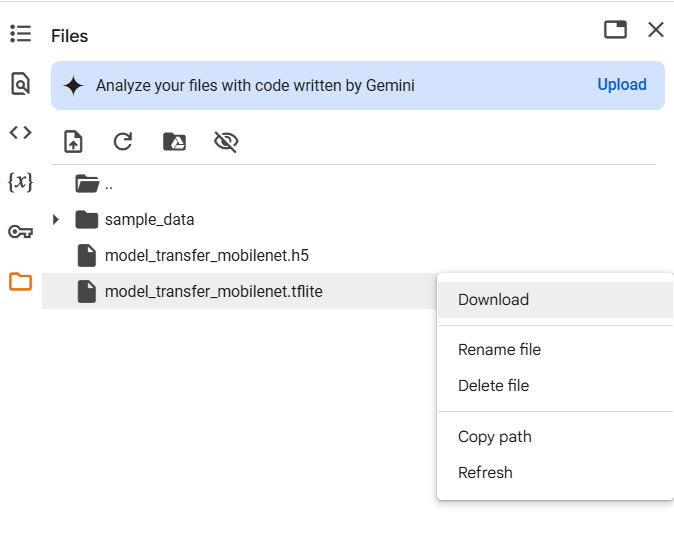 Files
Analyze your files with code written by Gemini Upload
{x}
..
sample_data
model_transfer_mobilenet.h5
model_transfer_mobilenet.tflite
Download
Rename file
Delete file
Copy path
Refresh